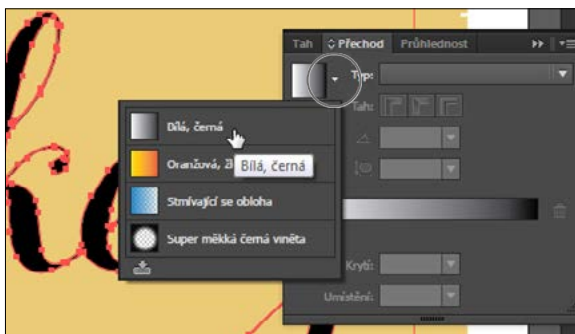 Tah Přechod Průhlednost
Typ:
Tah:
Bílá, černá
Oranžová, Bílá, černá
Stmívající se obloha
Super měkká černá viněta
Krytí:
Umístění: